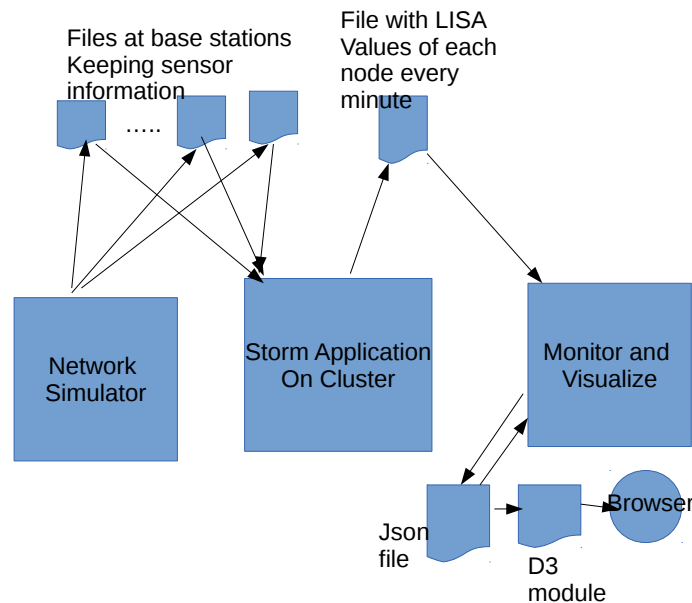 Files at base stations
Keeping sensor
information
.....
File with LISA
Values of each
node every
minute
Network
Simulator
Storm Application
On Cluster
Monitor and
Visualize
Json
file
D3
module
Browser